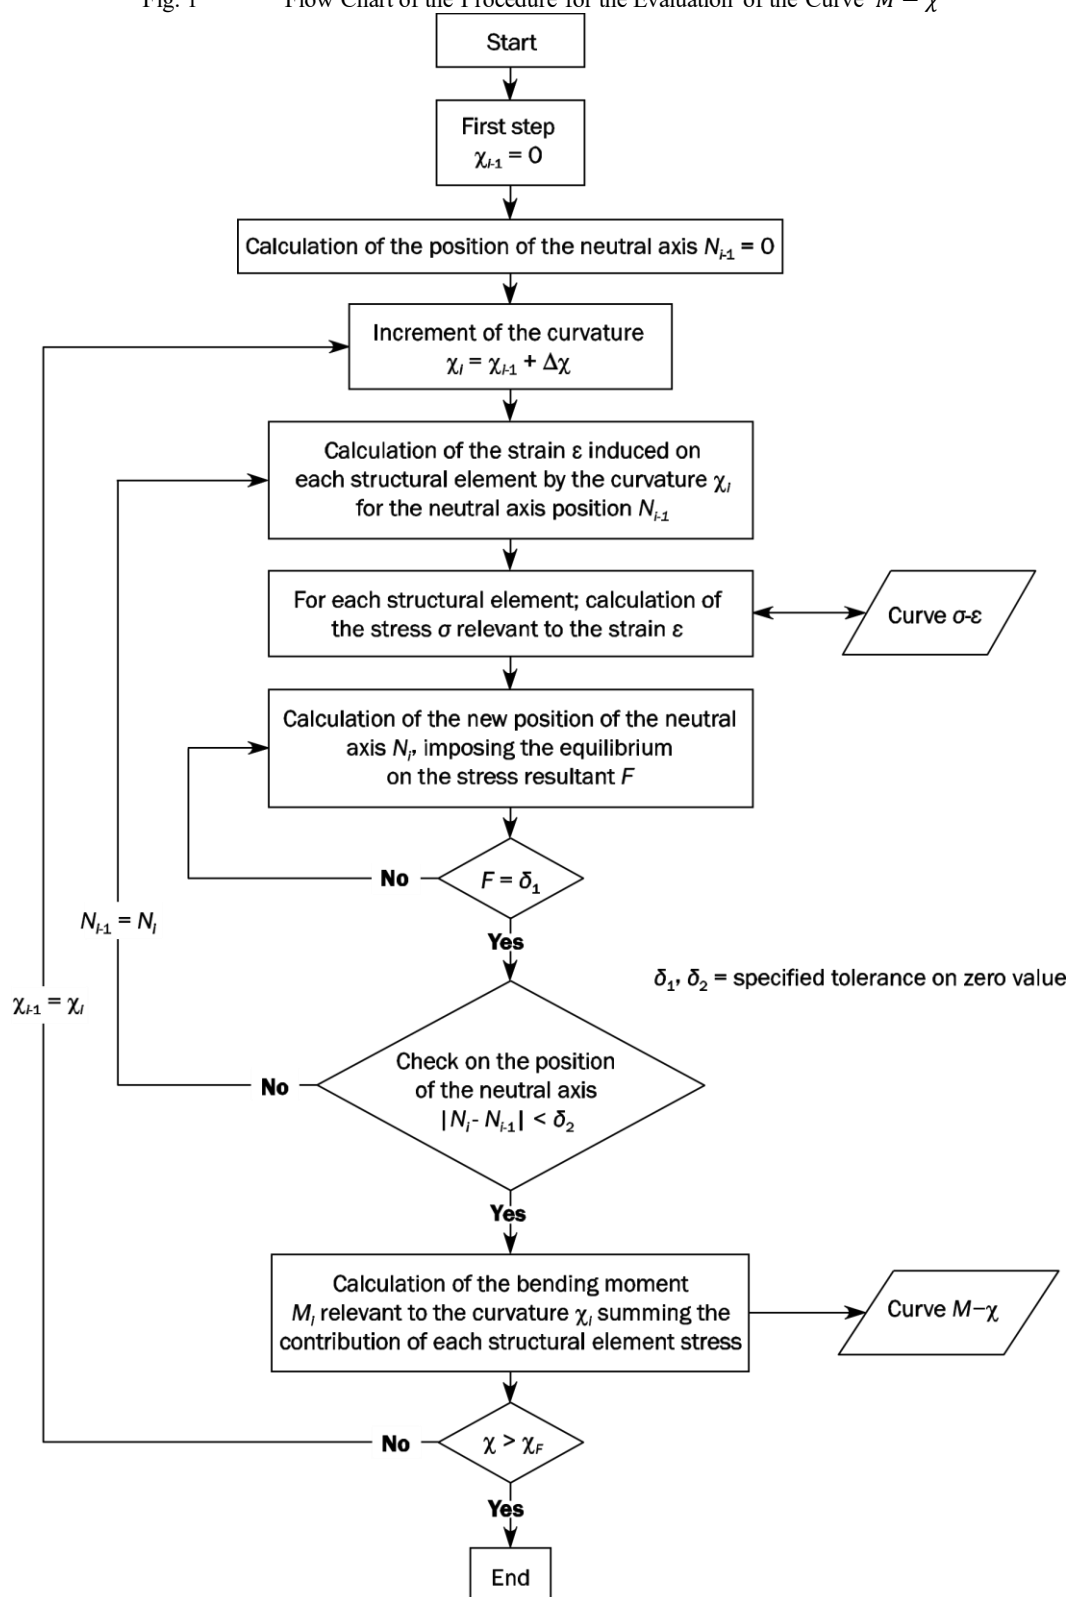 Fig. 1 Flow Chart of the Procedure for the Evaluation of the Curve M − χ
Start
First step
χi-1 = 0
Calculation of the position of the neutral axis Ni-1 = 0
Increment of the curvature
χi = χi-1 + Δχ
Calculation of the strain ε induced on
each structural element by the curvature χi
for the neutral axis position Ni-1
For each structural element; calculation of
the stress σ relevant to the strain ε
Curve σ-ε
Calculation of the new position of the neutral
axis Ni, imposing the equilibrium
on the stress resultant F
No
F = δ1
Ni-1 = Ni
Yes
δ1, δ2 = specified tolerance on zero value
χi-1 = χi
Check on the position
of the neutral axis
|Ni- Ni-1| < δ2
No
Yes
Calculation of the bending moment
Mi relevant to the curvature χi summing the
contribution of each structural element stress
Curve M−χ
No
χ > χF
Yes
End